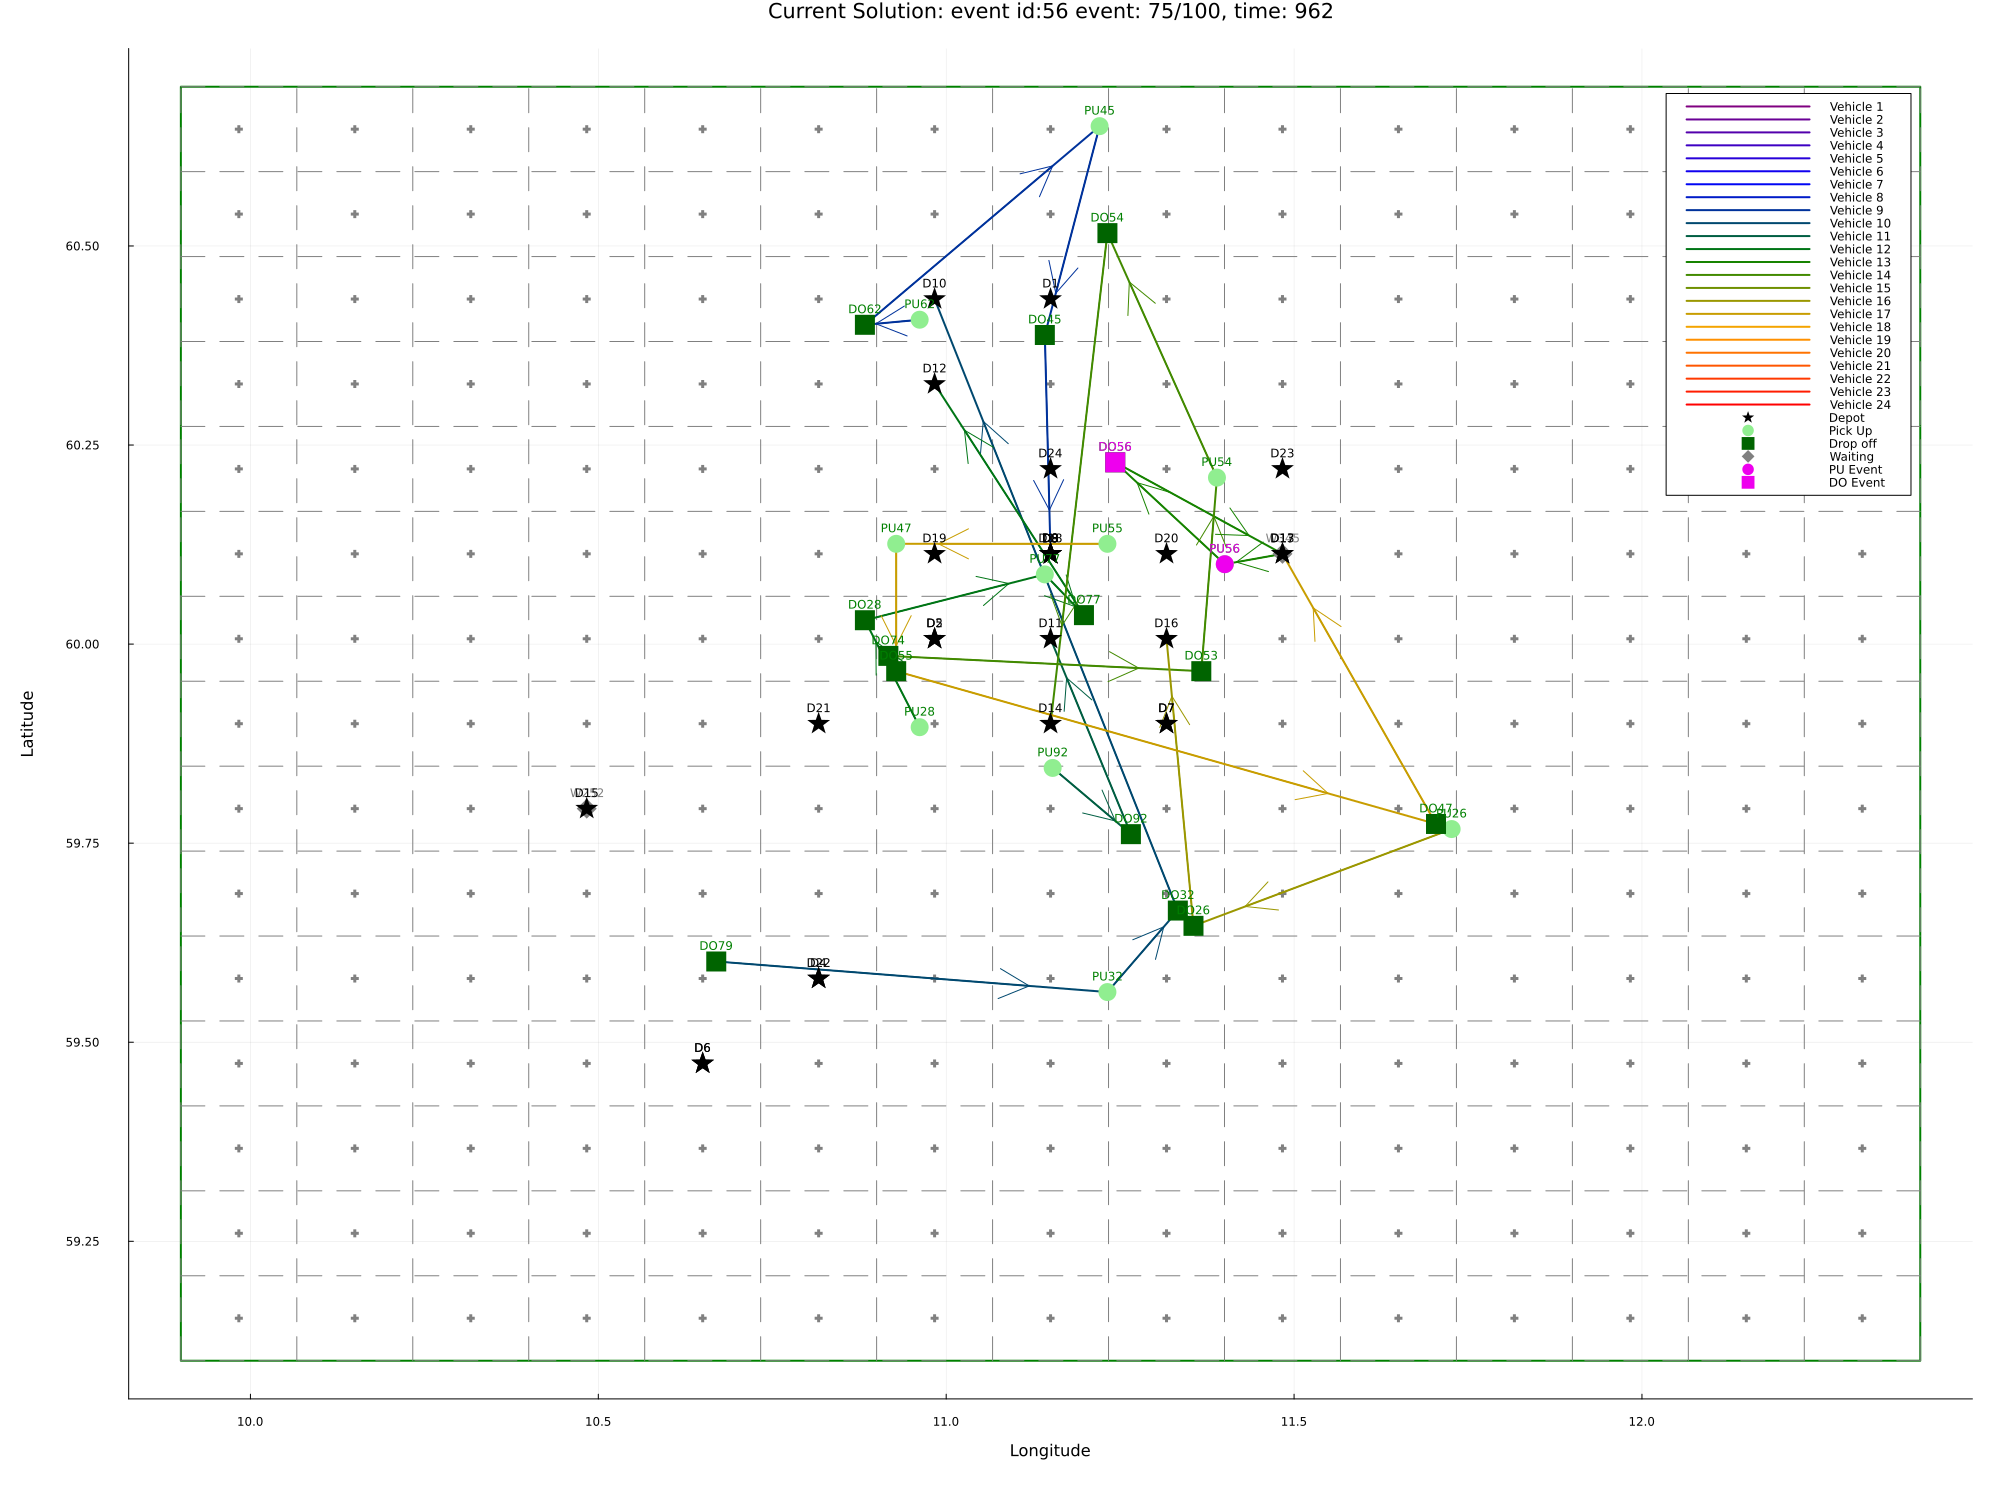 Current Solution: event id:56 event: 75/100, time: 962
Vehicle 1
Vehicle 2
Vehicle 3
Vehicle 4
Vehicle 5
Vehicle 6
Vehicle 7
Vehicle 8
Vehicle 9
Vehicle 10
Vehicle 11
Vehicle 12
Vehicle 13
Vehicle 14
Vehicle 15
Vehicle 16
Vehicle 17
Vehicle 18
Vehicle 19
Vehicle 20
Vehicle 21
Vehicle 22
Vehicle 23
Vehicle 24
Depot
Pick Up
Drop off
Waiting
PU Event
DO Event
PU45
DO54
60.50
D10
D1
PU62
DO62
DO45
D12
60.25
DO56
D24
D23
PU54
PU47
PU55
D19
D20
PU56
DO28
DO77
D11
D16
60.00
DO74
DO53
D21
PU28
D14
D7
PU92
D15
DO47
PU26
DO92
59.75
DO32
DO26
DO79
D22
PU32
D6
59.50
59.25
10.0
10.5
11.0
11.5
12.0
Latitude
Longitude